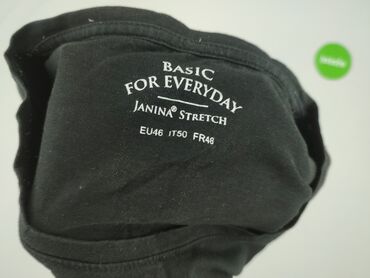 BASIC
FOR EVERYDAY
JANINA® STRETCH
EU46 IT50 FR48